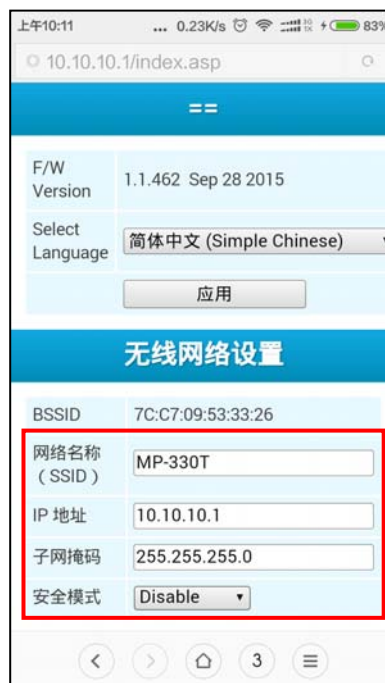 上午10:11 ... 0.23K/s 3G 1X 83%
10.10.10.1/index.asp
==
F/W Version 1.1.462 Sep 28 2015
Select Language 简体中文 (Simple Chinese)
应用
无线网络设置
BSSID 7C:C7:09:53:33:26
网络名称（SSID） MP-330T
IP 地址 10.10.10.1
子网掩码 255.255.255.0
安全模式 Disable
3